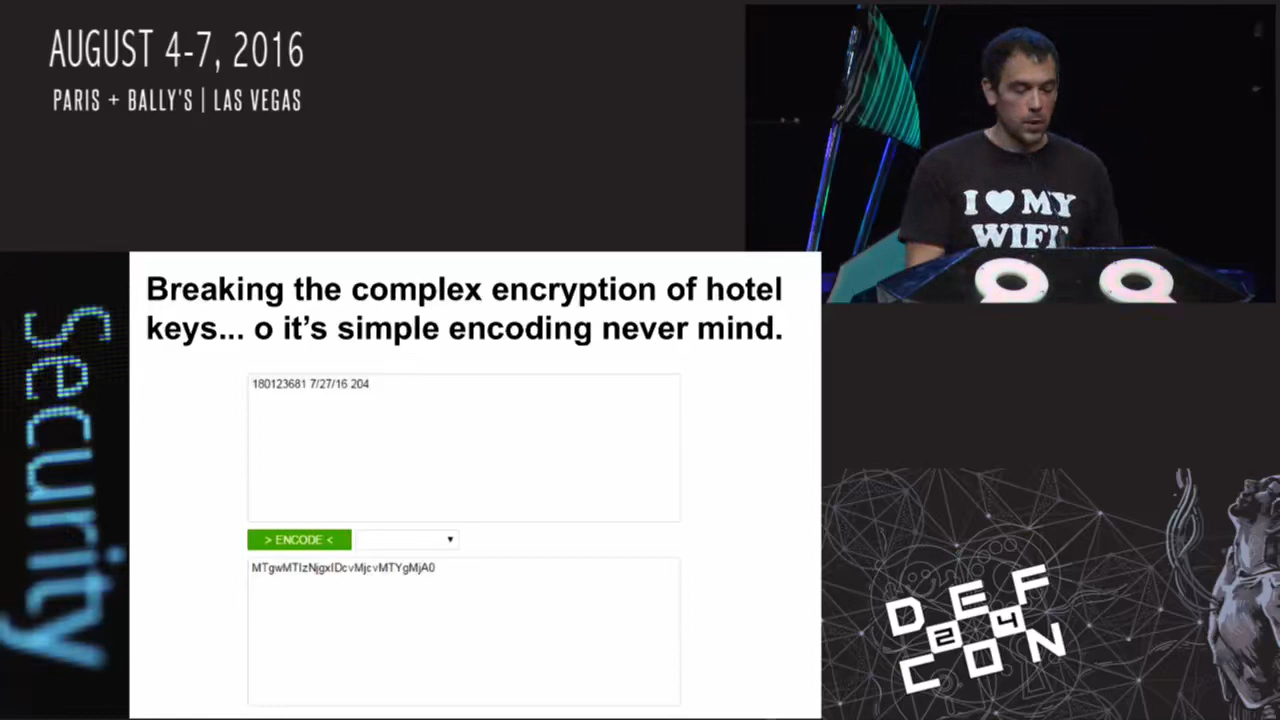 AUGUST 4-7, 2016
PARIS + BALLY'S | LAS VEGAS
I ♥ MY
Security
Breaking the complex encryption of hotel
keys... o it's simple encoding never mind.
180123681 7/27/16 204
> ENCODE <
MTgwMTIzNjgxIDcvMjcvMTYgMjA0
DEF
24
CON